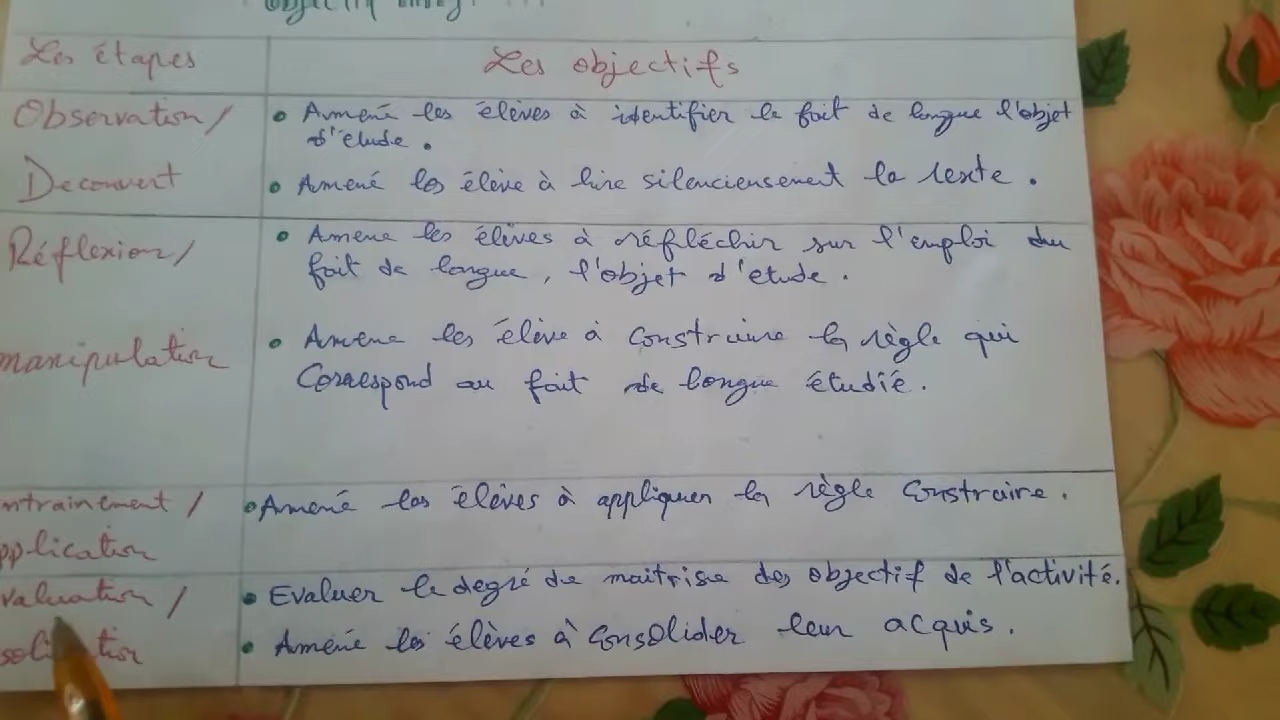 Les étapes
Les objectifs
Observation /
Decouvert
• Amené les élèves à identifier le fait de langue l'objet
d'étude.
• Amené les élève à lire silenciensement le texte.
Réflexion /
manipulation
• Amene les élèves à réfléchir sur l'emploi du
fait de langue, l'objet d'etude.
• Amene les élève à construire la règle qui
Correspond au fait de langue étudié.
ntrainement /
pplication
• Amené les élèves à appliquer la règle construire.
valuation /
• Evaluer le degré de maitrise des objectif de l'activité.
• Amené les élèves à consolider leur acquis.